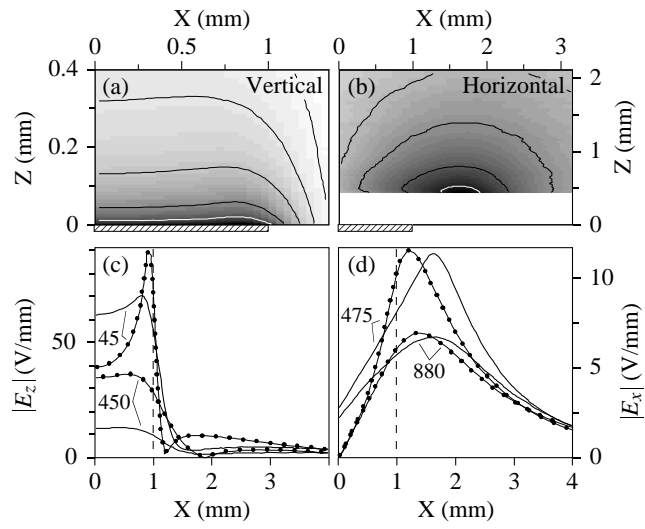 X (mm)
X (mm)
0 0.5 1
0 1 2 3
0.4
0.2
0
(a) Vertical
(b) Horizontal
2
1
0
Z (mm)
Z (mm)
(c)
(d)
50
0
10
5
0
45
450
475
880
|E_z| (V/mm)
|E_x| (V/mm)
0 1 2 3
0 1 2 3 4
X (mm)
X (mm)